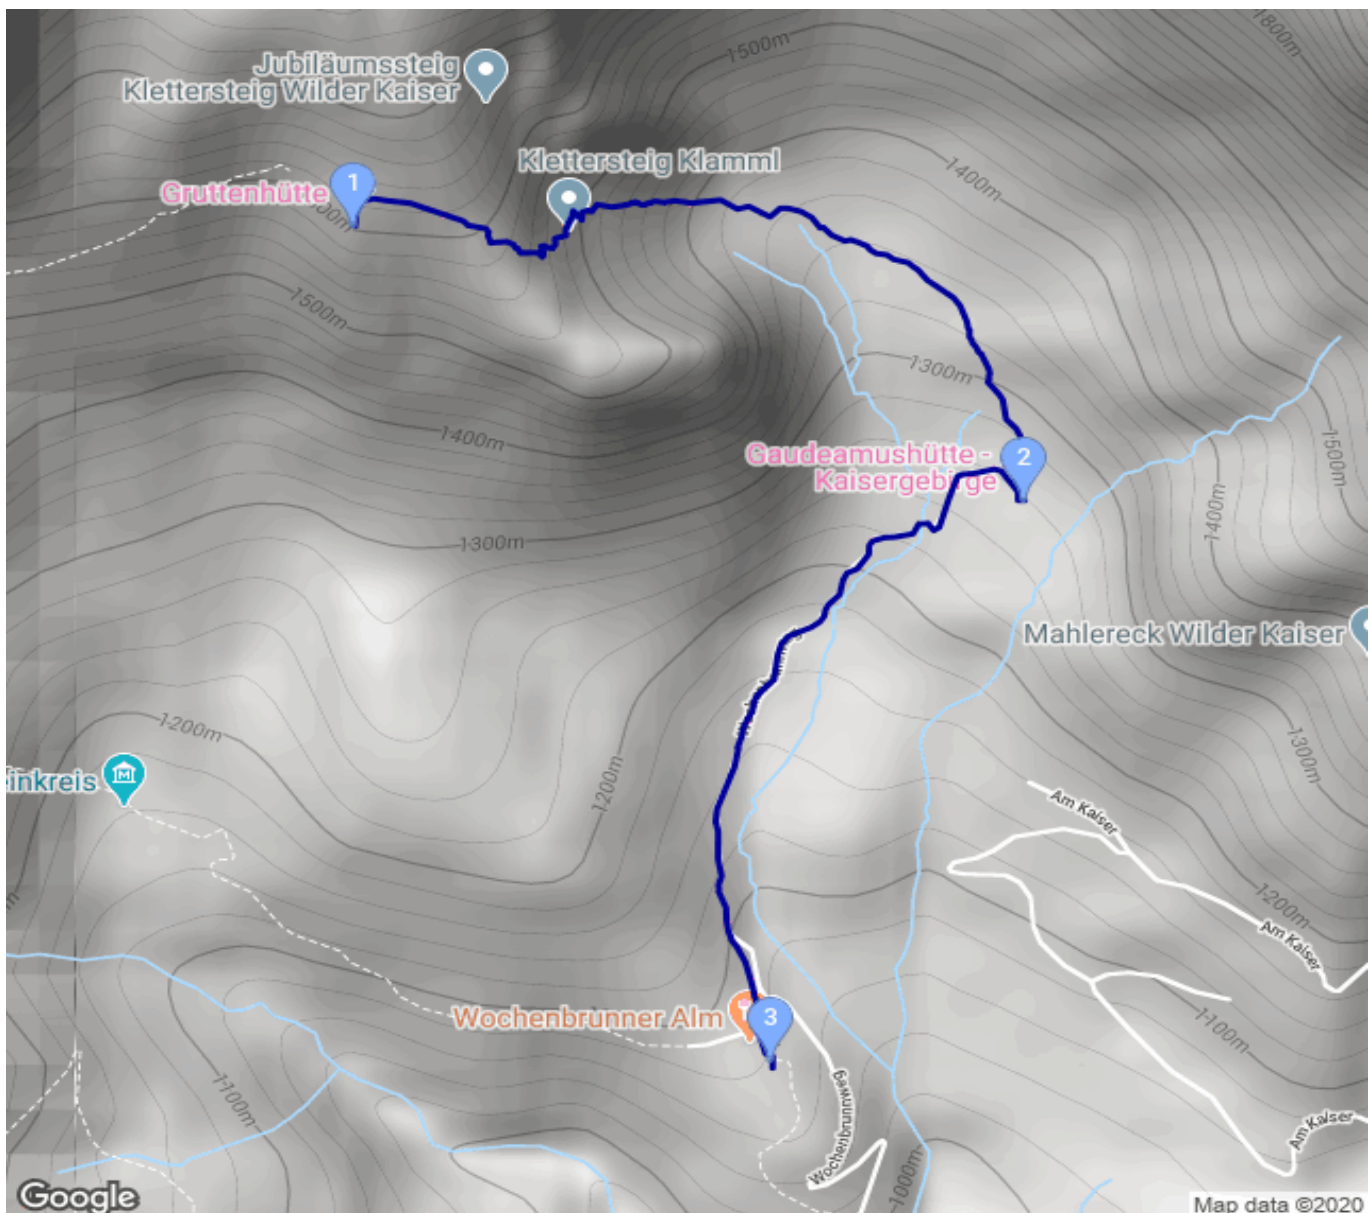 1800m
1500m
Jubiläumssteig
Klettersteig Wilder Kaiser
Klettersteig Klamml
1400m
Gruttenhütte
1
1500m
1300m
1400m
Gaudeamushütte -
Kaisergebirge
2
1500m
1400m
1300m
Mahlereck Wilder Kaiser
1200m
1300m
1200m
einkreis
Am Kaiser
1200m
Am Kaiser
Wochenbrunner Alm
3
1100m
1100m
Wochenbrunnweg
Am Kaiser
1000m
Google
Map data ©2020